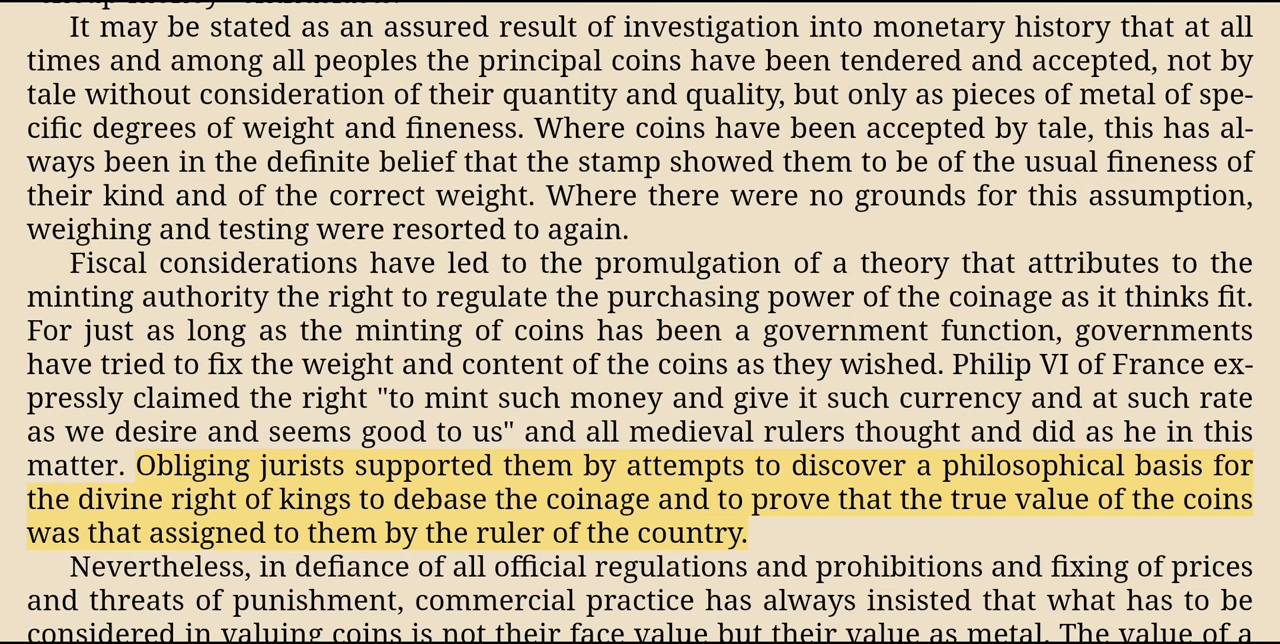 It may be stated as an assured result of investigation into monetary history that at all
times and among all peoples the principal coins have been tendered and accepted, not by
tale without consideration of their quantity and quality, but only as pieces of metal of spe-
cific degrees of weight and fineness. Where coins have been accepted by tale, this has al-
ways been in the definite belief that the stamp showed them to be of the usual fineness of
their kind and of the correct weight. Where there were no grounds for this assumption,
weighing and testing were resorted to again.
Fiscal considerations have led to the promulgation of a theory that attributes to the
minting authority the right to regulate the purchasing power of the coinage as it thinks fit.
For just as long as the minting of coins has been a government function, governments
have tried to fix the weight and content of the coins as they wished. Philip VI of France ex-
pressly claimed the right "to mint such money and give it such currency and at such rate
as we desire and seems good to us" and all medieval rulers thought and did as he in this
matter. Obliging jurists supported them by attempts to discover a philosophical basis for
the divine right of kings to debase the coinage and to prove that the true value of the coins
was that assigned to them by the ruler of the country.
Nevertheless, in defiance of all official regulations and prohibitions and fixing of prices
and threats of punishment, commercial practice has always insisted that what has to be
considered in valuing coins is not their face value but their value as metal. The value of a